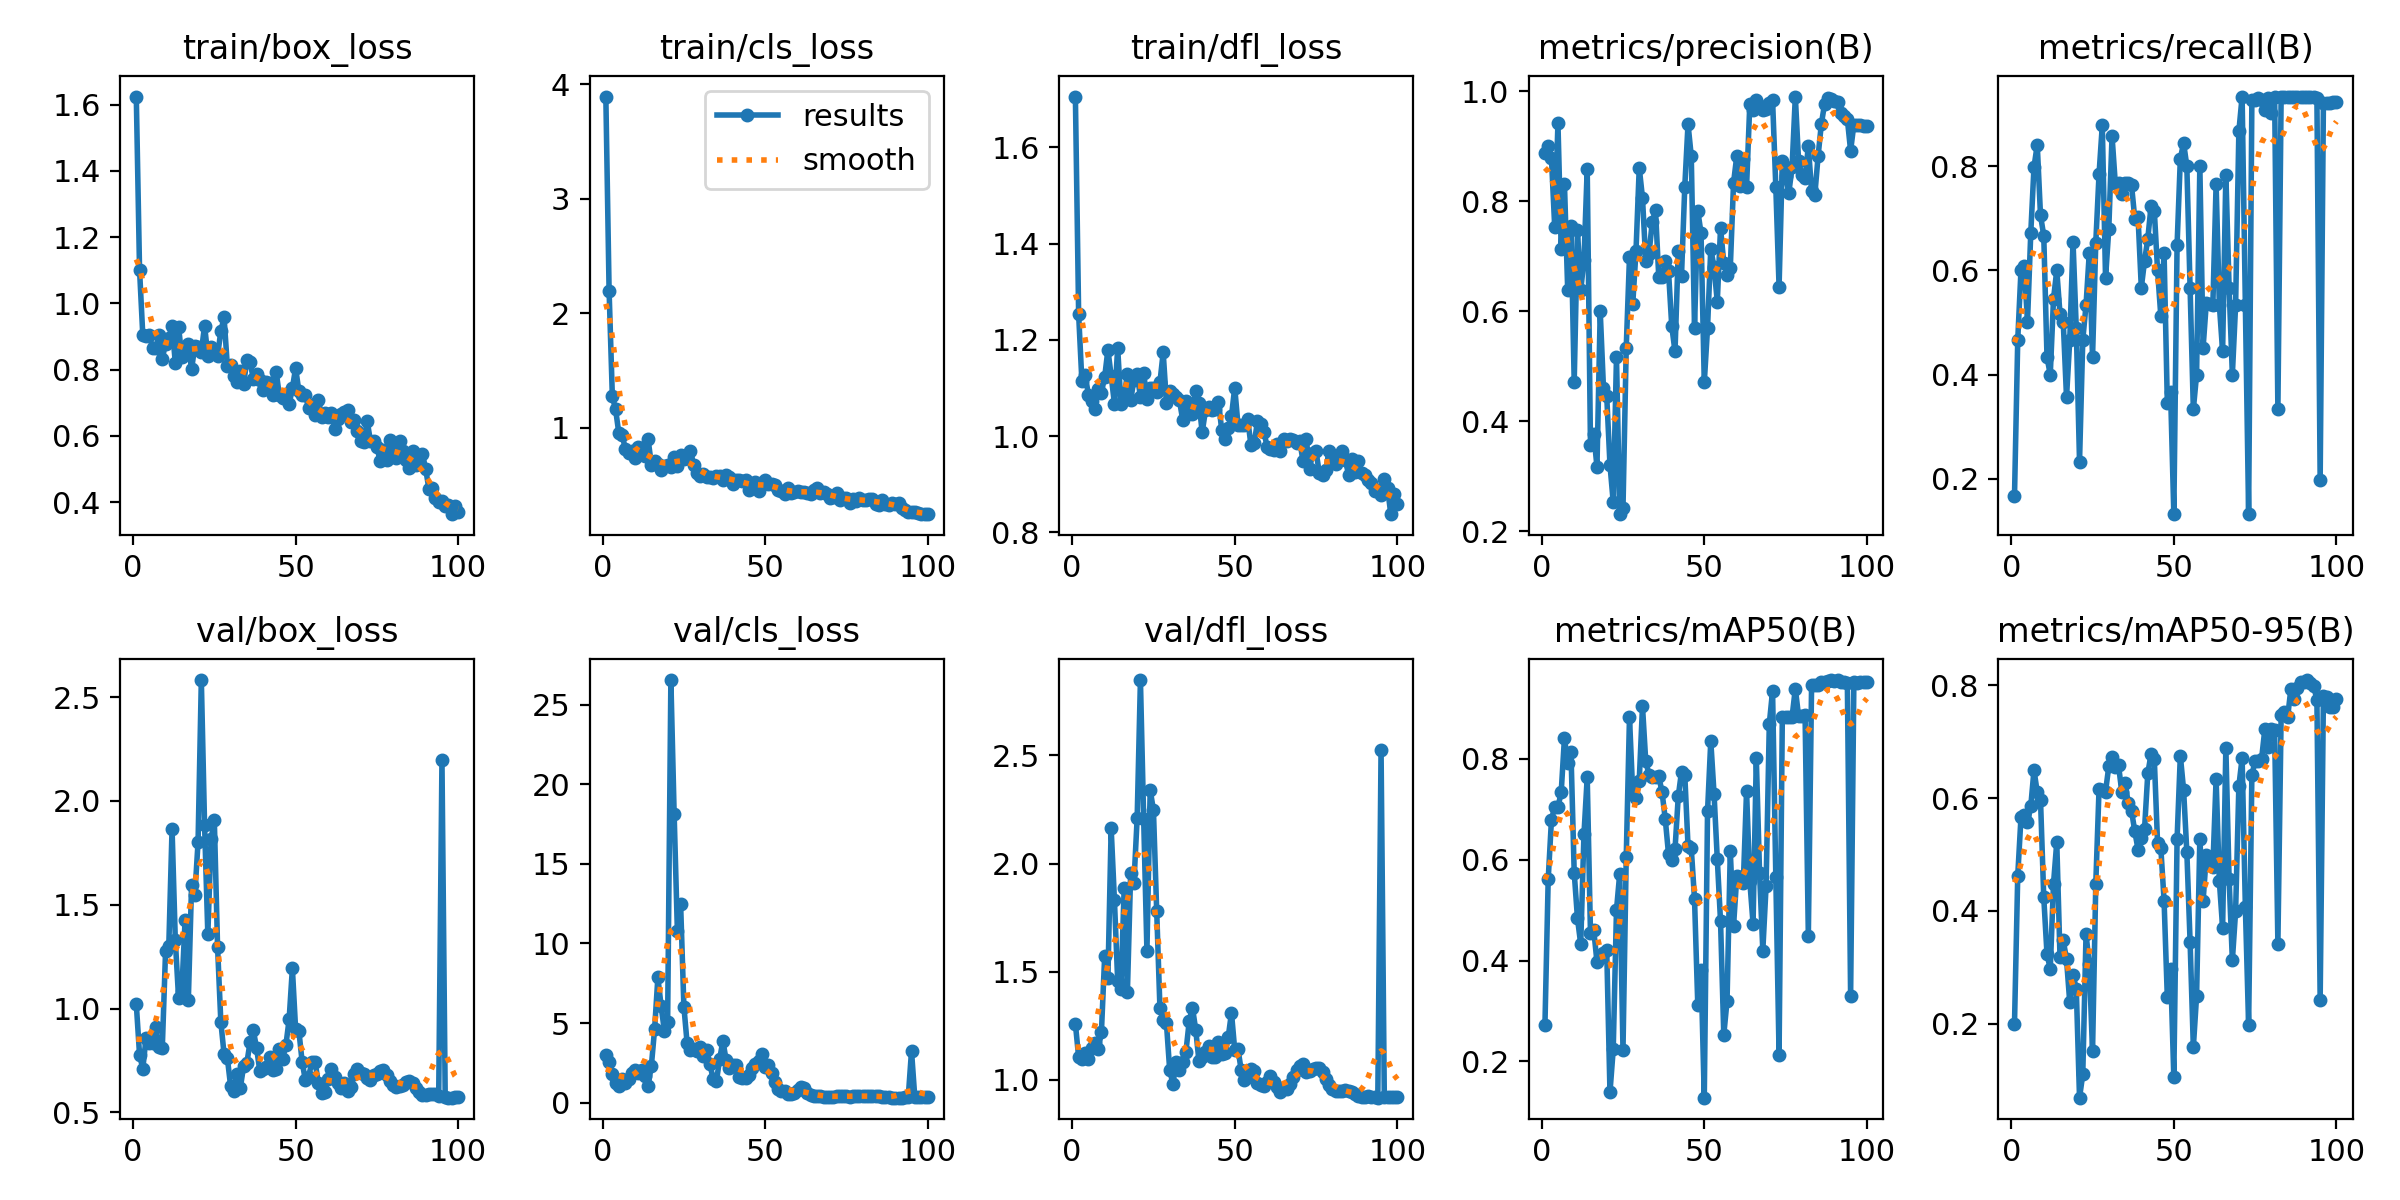 train/box_loss
1.6
1.4
1.2
1.0
0.8
0.6
0.4
0 50 100
train/cls_loss
4
3
2
1
results
smooth
0 50 100
train/dfl_loss
1.6
1.4
1.2
1.0
0.8
0 50 100
metrics/precision(B)
1.0
0.8
0.6
0.4
0.2
0 50 100
metrics/recall(B)
0.8
0.6
0.4
0.2
0 50 100
val/box_loss
2.5
2.0
1.5
1.0
0.5
0 50 100
val/cls_loss
25
20
15
10
5
0
0 50 100
val/dfl_loss
2.5
2.0
1.5
1.0
0 50 100
metrics/mAP50(B)
0.8
0.6
0.4
0.2
0 50 100
metrics/mAP50-95(B)
0.8
0.6
0.4
0.2
0 50 100